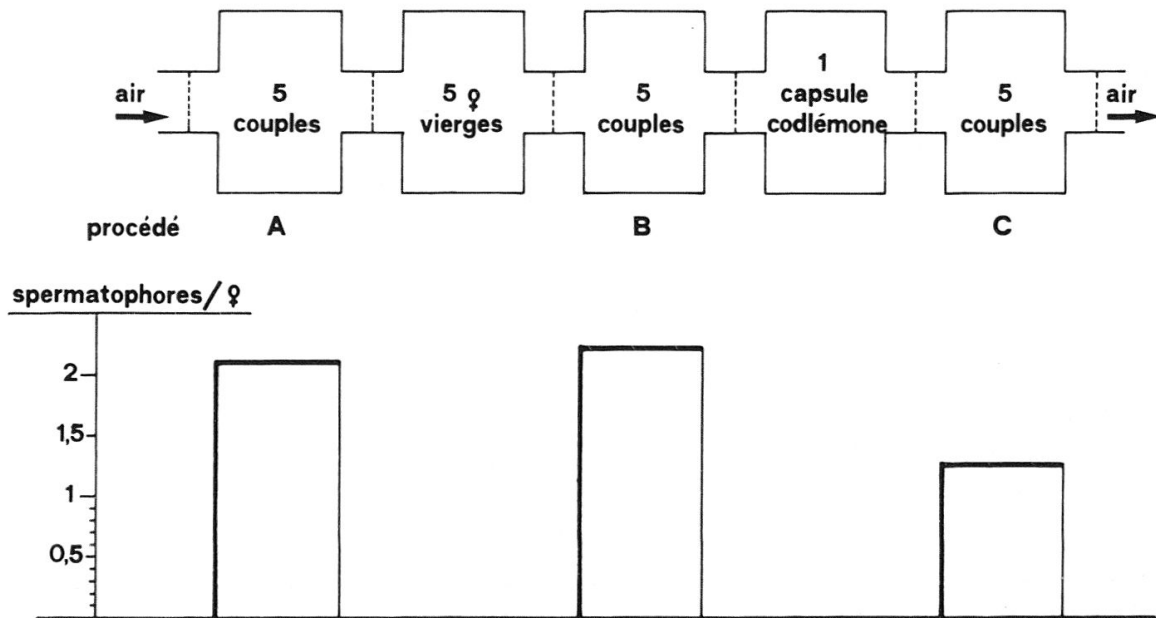 air
5
couples
5 ♀
vierges
5
couples
1
capsule
codlémone
5
couples
air
procédé A B C
spermatophores/♀
2
1,5
1
0,5